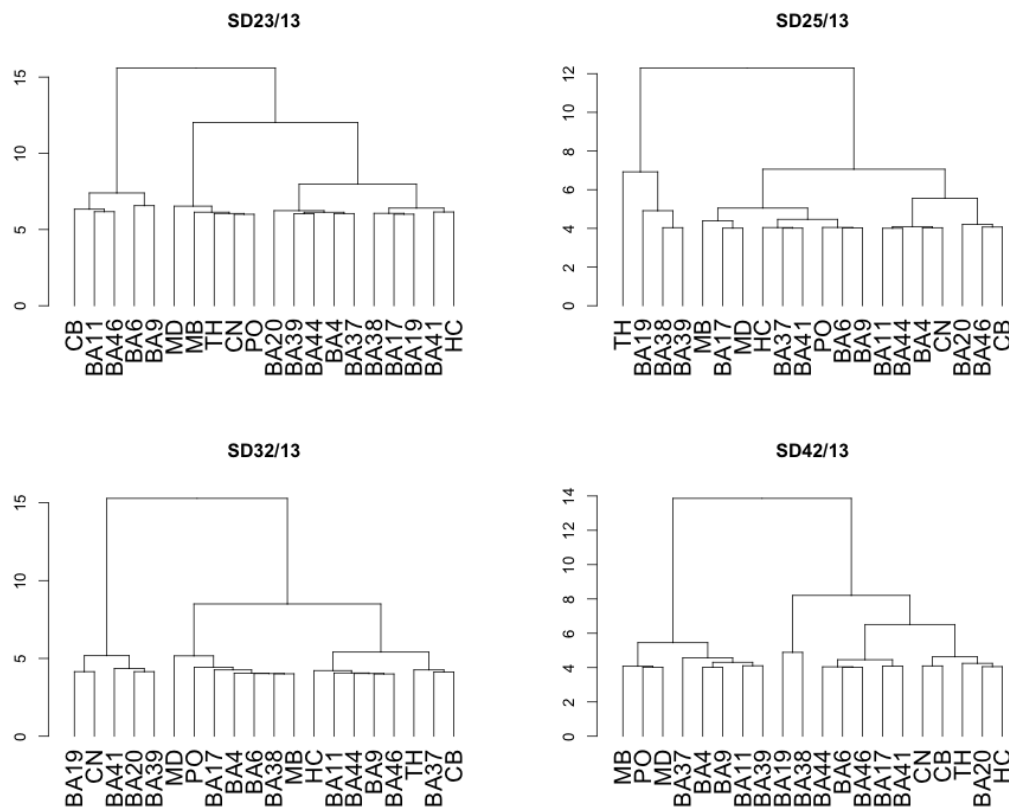 SD23/13
15
10
5
0
CB
BA11
BA46
BA6
BA9
MD
MB
TH
CN
PO
BA20
BA39
BA44
BA4
BA37
BA38
BA17
BA19
BA41
HC
SD25/13
12
10
8
6
4
2
0
TH
BA19
BA38
BA39
MB
BA17
MD
HC
BA37
BA41
PO
BA6
BA9
BA11
BA44
BA4
CN
BA20
BA46
CB
SD32/13
15
10
5
0
BA19
CN
BA41
BA20
BA39
MD
PO
BA17
BA4
BA6
BA38
MB
HC
BA11
BA44
BA9
BA46
TH
BA37
CB
SD42/13
14
12
10
8
6
4
2
0
MB
PO
MD
BA37
BA4
BA9
BA11
BA39
BA19
BA38
BA44
BA6
BA46
BA17
BA41
CN
CB
TH
BA20
HC